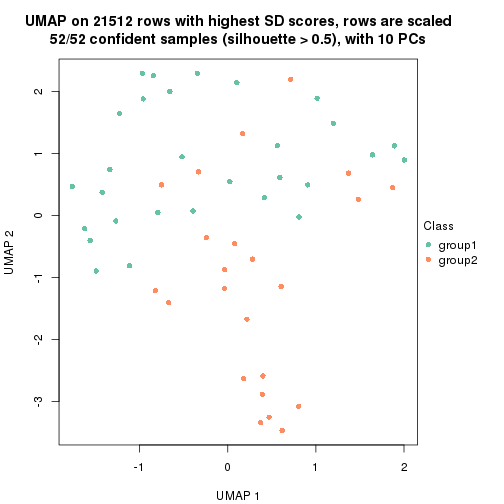 UMAP on 21512 rows with highest SD scores, rows are scaled
52/52 confident samples (silhouette > 0.5), with 10 PCs
2
1
0
-1
-2
-3
UMAP 2
Class
group1
group2
-1
0
1
2
UMAP 1